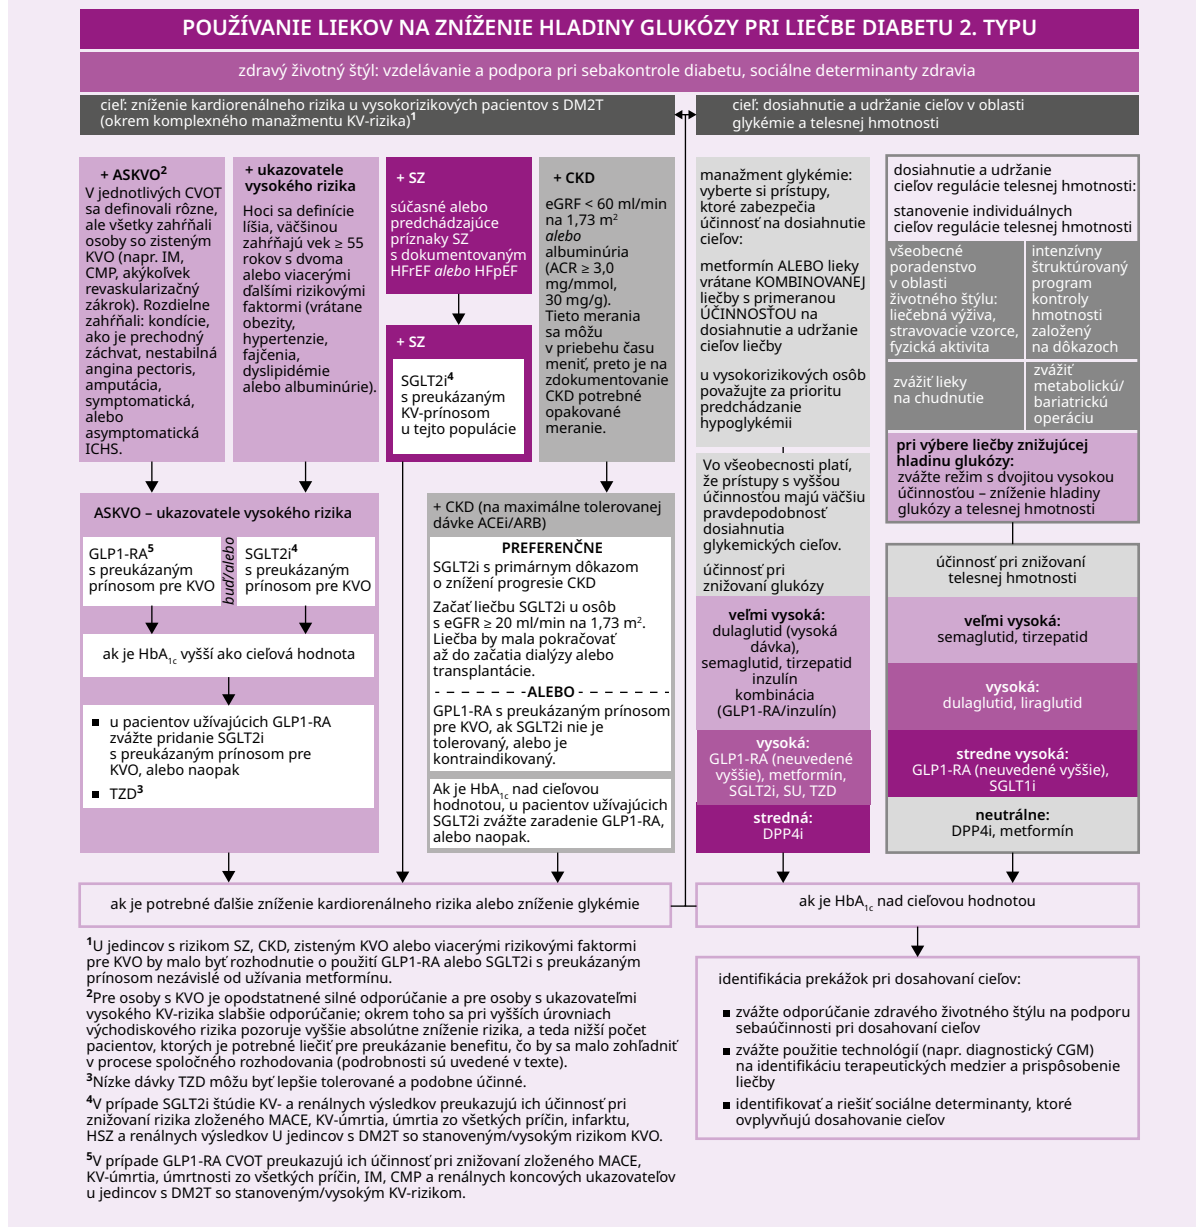 POUŽÍVANIE LIEKOV NA ZNÍŽENIE HLADINY GLUKÓZY PRI LIEČBE DIABETU 2. TYPU
zdravý životný štýl: vzdelávanie a podpora pri sebakontrole diabetu, sociálne determinanty zdravia
cieľ: zníženie kardiorenálneho rizika u vysokorizikových pacientov s DM2T
(okrem komplexného manažmentu KV-rizika)1
cieľ: dosiahnutie a udržanie cieľov v oblasti
glykémie a telesnej hmotnosti
+ ASKVO2
V jednotlivých CVOT
sa definovali rôzne,
ale všetky zahŕňali
osoby so zisteným
KVO (napr. IM,
CMP, akýkoľvek
revaskularizačný
zákrok). Rozdielne
zahŕňali: kondície,
ako je prechodný
záchvat, nestabilná
angina pectoris,
amputácia,
symptomatická,
alebo
asymptomatická
ICHS.
+ ukazovatele
vysokého rizika
Hoci sa definície
líšia, väčšinou
zahŕňajú vek ≥ 55
rokov s dvoma
alebo viacerými
ďalšími rizikovými
faktormi (vrátane
obezity,
hypertenzie,
fajčenia,
dyslipidémie
alebo albuminúrie).
+ SZ
súčasné alebo
predchádzajúce
príznaky SZ
s dokumentovaným
HFrEF alebo HFpEF
+ SZ
SGLT2i4
s preukázaným
KV-prínosom
u tejto populácie
+ CKD
eGRF < 60 ml/min
na 1,73 m2
alebo
albuminúria
(ACR ≥ 3,0
mg/mmol,
30 mg/g).
Tieto merania
sa môžu
v priebehu času
meniť, preto je na
zdokumentovanie
CKD potrebné
opakované
meranie.
ASKVO – ukazovatele vysokého rizika
GLP1-RA5
s preukázaným
prínosom pre KVO
buď/alebo
SGLT2i4
s preukázaným
prínosom pre KVO
ak je HbA1c vyšší ako cieľová hodnota
■ u pacientov užívajúcich GLP1-RA
zvážte pridanie SGLT2i
s preukázaným prínosom pre
KVO, alebo naopak
■ TZD3
+ CKD (na maximálne tolerovanej
dávke ACEi/ARB)
PREFERENČNE
SGLT2i s primárnym dôkazom
o znížení progresie CKD
Začať liečbu SGLT2i u osôb
s eGFR ≥ 20 ml/min na 1,73 m2.
Liečba by mala pokračovať
až do začatia dialýzy alebo
transplantácie.
- - - - - - - ALEBO - - - - - - -
GPL1-RA s preukázaným prínosom
pre KVO, ak SGLT2i nie je
tolerovaný, alebo je
kontraindikovaný.
Ak je HbA1c nad cieľovou
hodnotou, u pacientov užívajúcich
SGLT2i zvážte zaradenie GLP1-RA,
alebo naopak.
ak je potrebné ďalšie zníženie kardiorenálneho rizika alebo zníženie glykémie
manažment glykémie:
vyberte si prístupy,
ktoré zabezpečia
účinnosť na dosiahnutie
cieľov:
metformín ALEBO lieky
vrátane KOMBINOVANEJ
liečby s primeranou
ÚČINNOSŤOU na
dosiahnutie a udržanie
cieľov liečby
u vysokorizikových osôb
považujte za prioritu
predchádzanie
hypoglykémii
Vo všeobecnosti platí,
že prístupy s vyššou
účinnosťou majú väčšiu
pravdepodobnosť
dosiahnutia
glykemických cieľov.
účinnosť pri
znižovaní glukózy
veľmi vysoká:
dulaglutid (vysoká
dávka),
semaglutid, tirzepatid
inzulín
kombinácia
(GLP1-RA/inzulín)
vysoká:
GLP1-RA (neuvedené
vyššie), metformín,
SGLT2i, SU, TZD
stredná:
DPP4i
dosiahnutie a udržanie
cieľov regulácie telesnej hmotnosti:
stanovenie individuálnych
cieľov regulácie telesnej hmotnosti
všeobecné
poradenstvo
v oblasti
životného štýlu:
liečebná výživa,
stravovacie vzorce,
fyzická aktivita
intenzívny
štruktúrovaný
program
kontroly
hmotnosti
založený
na dôkazoch
zvážiť lieky
na chudnutie
zvážiť
metabolickú/
bariatrickú
operáciu
pri výbere liečby znižujúcej
hladinu glukózy:
zvážte režim s dvojitou vysokou
účinnosťou – zníženie hladiny
glukózy a telesnej hmotnosti
účinnosť pri znižovaní
telesnej hmotnosti
veľmi vysoká:
semaglutid, tirzepatid
vysoká:
dulaglutid, liraglutid
stredne vysoká:
GLP1-RA (neuvedené vyššie),
SGLT1i
neutrálne:
DPP4i, metformín
ak je HbA1c nad cieľovou hodnotou
identifikácia prekážok pri dosahovaní cieľov:
■ zvážte odporúčanie zdravého životného štýlu na podporu
sebaúčinnosti pri dosahovaní cieľov
■ zvážte použitie technológií (napr. diagnostický CGM)
na identifikáciu terapeutických medzier a prispôsobenie
liečby
■ identifikovať a riešiť sociálne determinanty, ktoré
ovplyvňujú dosahovanie cieľov
1U jedincov s rizikom SZ, CKD, zisteným KVO alebo viacerými rizikovými faktormi
pre KVO by malo byť rozhodnutie o použití GLP1-RA alebo SGLT2i s preukázaným
prínosom nezávislé od užívania metformínu.
2Pre osoby s KVO je opodstatnené silné odporúčanie a pre osoby s ukazovateľmi
vysokého KV-rizika slabšie odporúčanie; okrem toho sa pri vyšších úrovniach
východiskového rizika pozoruje vyššie absolútne zníženie rizika, a teda nižší počet
pacientov, ktorých je potrebné liečiť pre preukázanie benefitu, čo by sa malo zohľadniť
v procese spoločného rozhodovania (podrobnosti sú uvedené v texte).
3Nízke dávky TZD môžu byť lepšie tolerované a podobne účinné.
4V prípade SGLT2i štúdie KV- a renálnych výsledkov preukazujú ich účinnosť pri
znižovaní rizika zloženého MACE, KV-úmrtia, úmrtia zo všetkých príčin, infarktu,
HSZ a renálnych výsledkov U jedincov s DM2T so stanoveným/vysokým rizikom KVO.
5V prípade GLP1-RA CVOT preukazujú ich účinnosť pri znižovaní zloženého MACE,
KV-úmrtia, úmrtnosti zo všetkých príčin, IM, CMP a renálnych koncových ukazovateľov
u jedincov s DM2T so stanoveným/vysokým KV-rizikom.